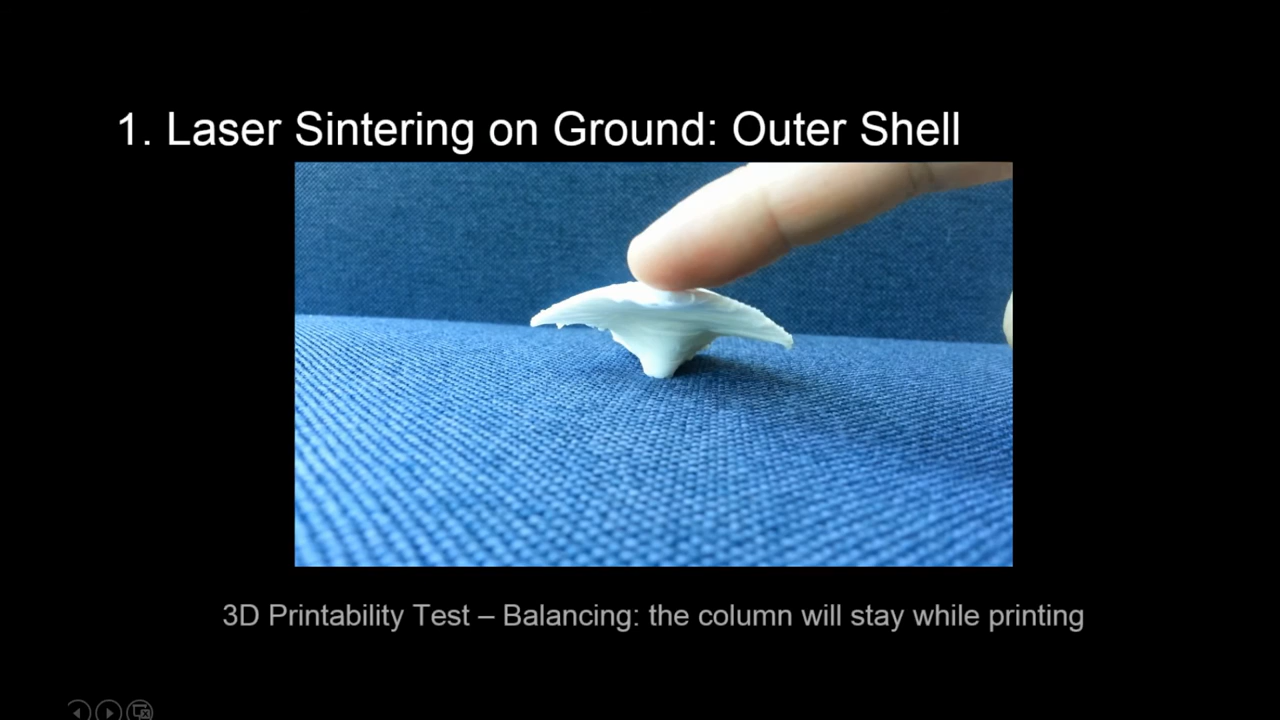 1. Laser Sintering on Ground: Outer Shell
3D Printability Test – Balancing: the column will stay while printing